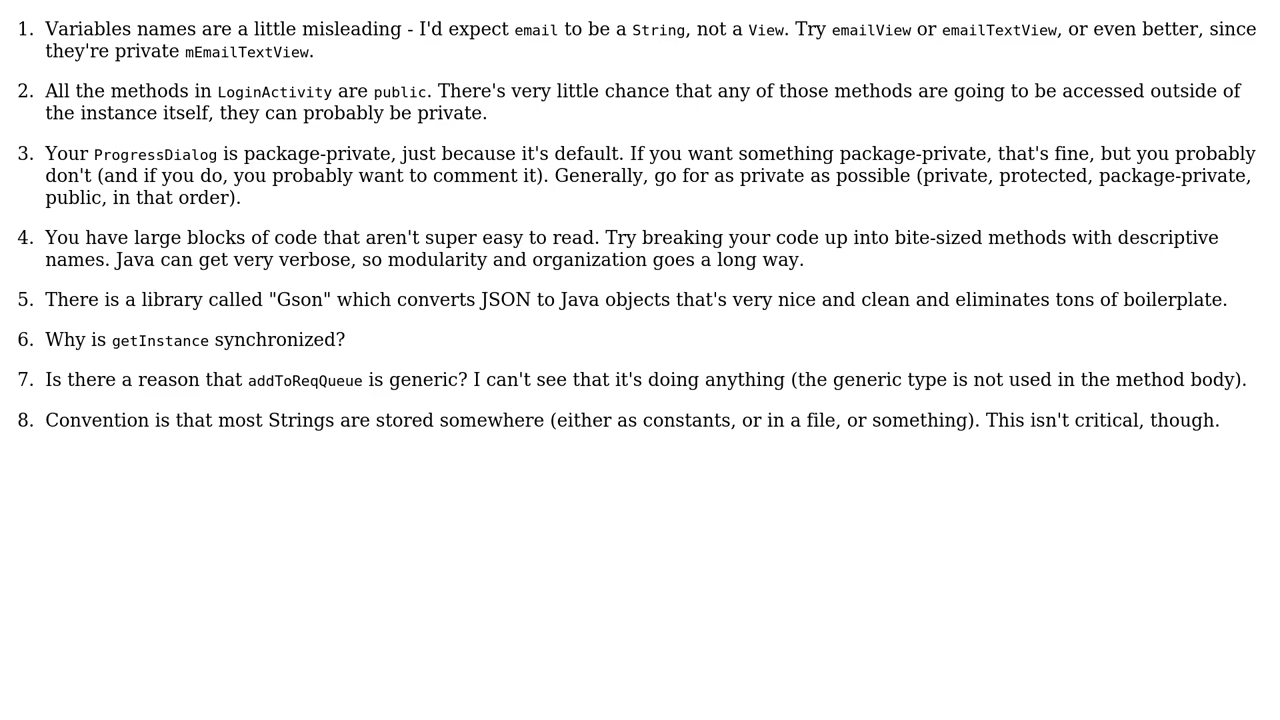 1. Variables names are a little misleading - I'd expect email to be a String, not a View. Try emailView or emailTextView, or even better, since
they're private mEmailTextView.
2. All the methods in LoginActivity are public. There's very little chance that any of those methods are going to be accessed outside of
the instance itself, they can probably be private.
3. Your ProgressDialog is package-private, just because it's default. If you want something package-private, that's fine, but you probably
don't (and if you do, you probably want to comment it). Generally, go for as private as possible (private, protected, package-private,
public, in that order).
4. You have large blocks of code that aren't super easy to read. Try breaking your code up into bite-sized methods with descriptive
names. Java can get very verbose, so modularity and organization goes a long way.
5. There is a library called "Gson" which converts JSON to Java objects that's very nice and clean and eliminates tons of boilerplate.
6. Why is getInstance synchronized?
7. Is there a reason that addToReqQueue is generic? I can't see that it's doing anything (the generic type is not used in the method body).
8. Convention is that most Strings are stored somewhere (either as constants, or in a file, or something). This isn't critical, though.